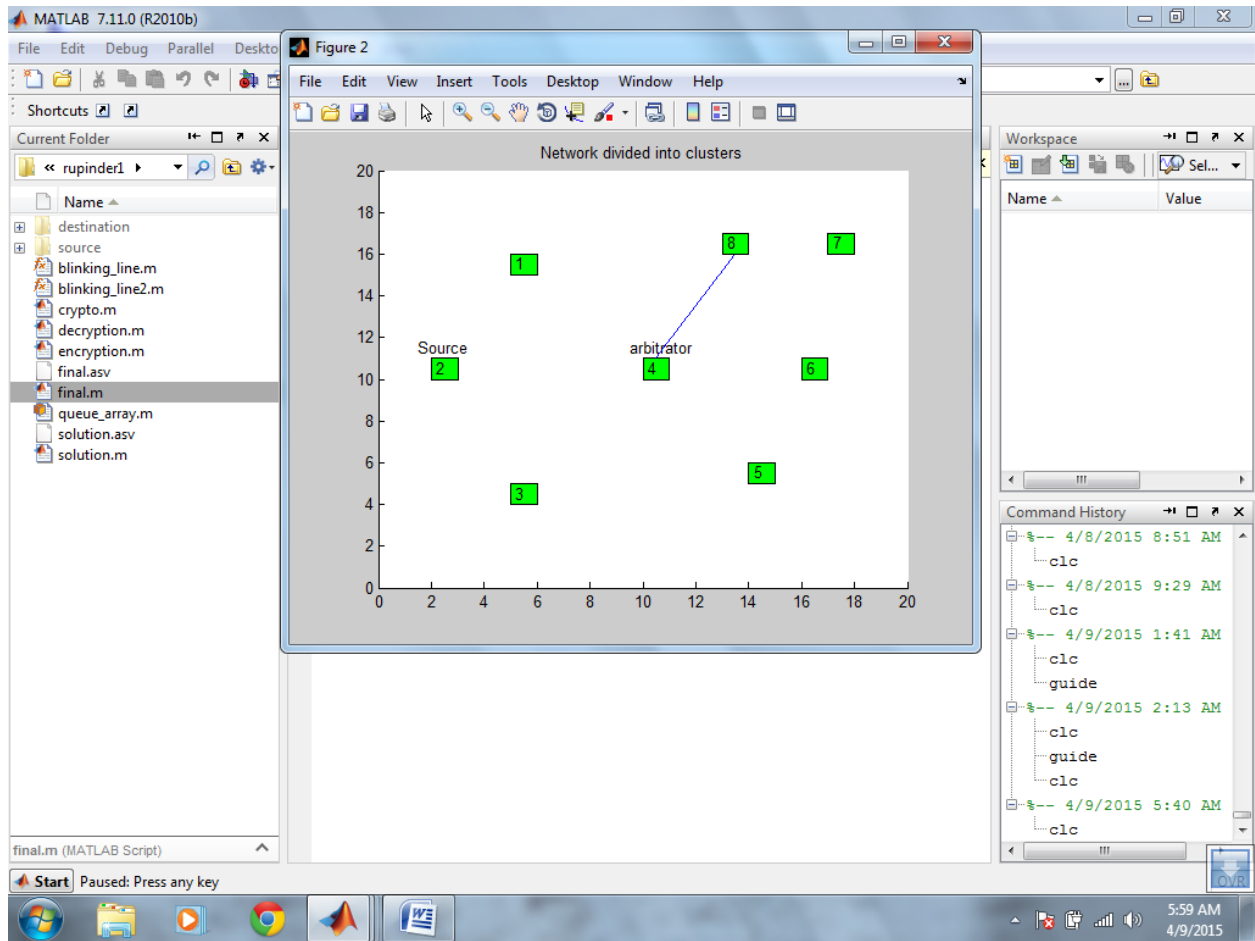 MATLAB 7.11.0 (R2010b)
File Edit Debug Parallel Deskto
Shortcuts
Current Folder
« rupinder1
Name
destination
source
blinking_line.m
blinking_line2.m
crypto.m
decryption.m
encryption.m
final.asv
final.m
queue_array.m
solution.asv
solution.m
final.m (MATLAB Script)
Start Paused: Press any key
Figure 2
File Edit View Insert Tools Desktop Window Help
Network divided into clusters
20
18
16
14
12
10
8
6
4
2
0
0 2 4 6 8 10 12 14 16 18 20
8
7
1
Source
arbitrator
2
4
6
5
3
Workspace
Sel...
Name Value
Command History
%-- 4/8/2015 8:51 AM
clc
%-- 4/8/2015 9:29 AM
clc
%-- 4/9/2015 1:41 AM
clc
guide
%-- 4/9/2015 2:13 AM
clc
guide
clc
%-- 4/9/2015 5:40 AM
clc
OVR
5:59 AM
4/9/2015